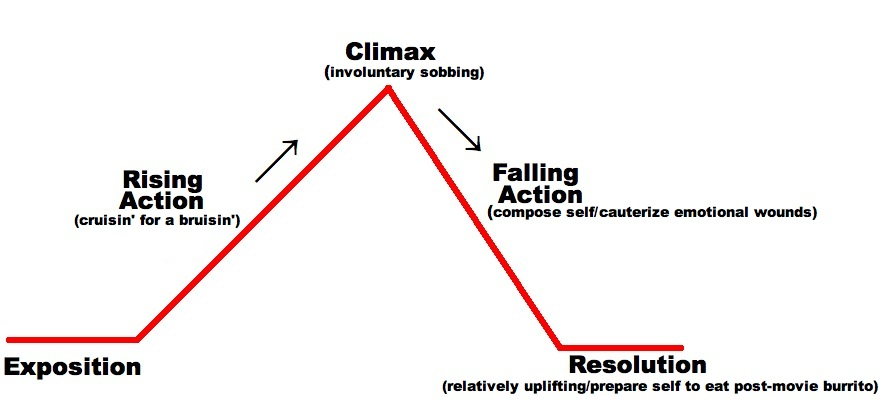 Climax
(involuntary sobbing)
Rising
Action
(cruisin' for a bruisin')
Falling
Action
(compose self/cauterize emotional wounds)
Exposition
Resolution
(relatively uplifting/prepare self to eat post-movie burrito)